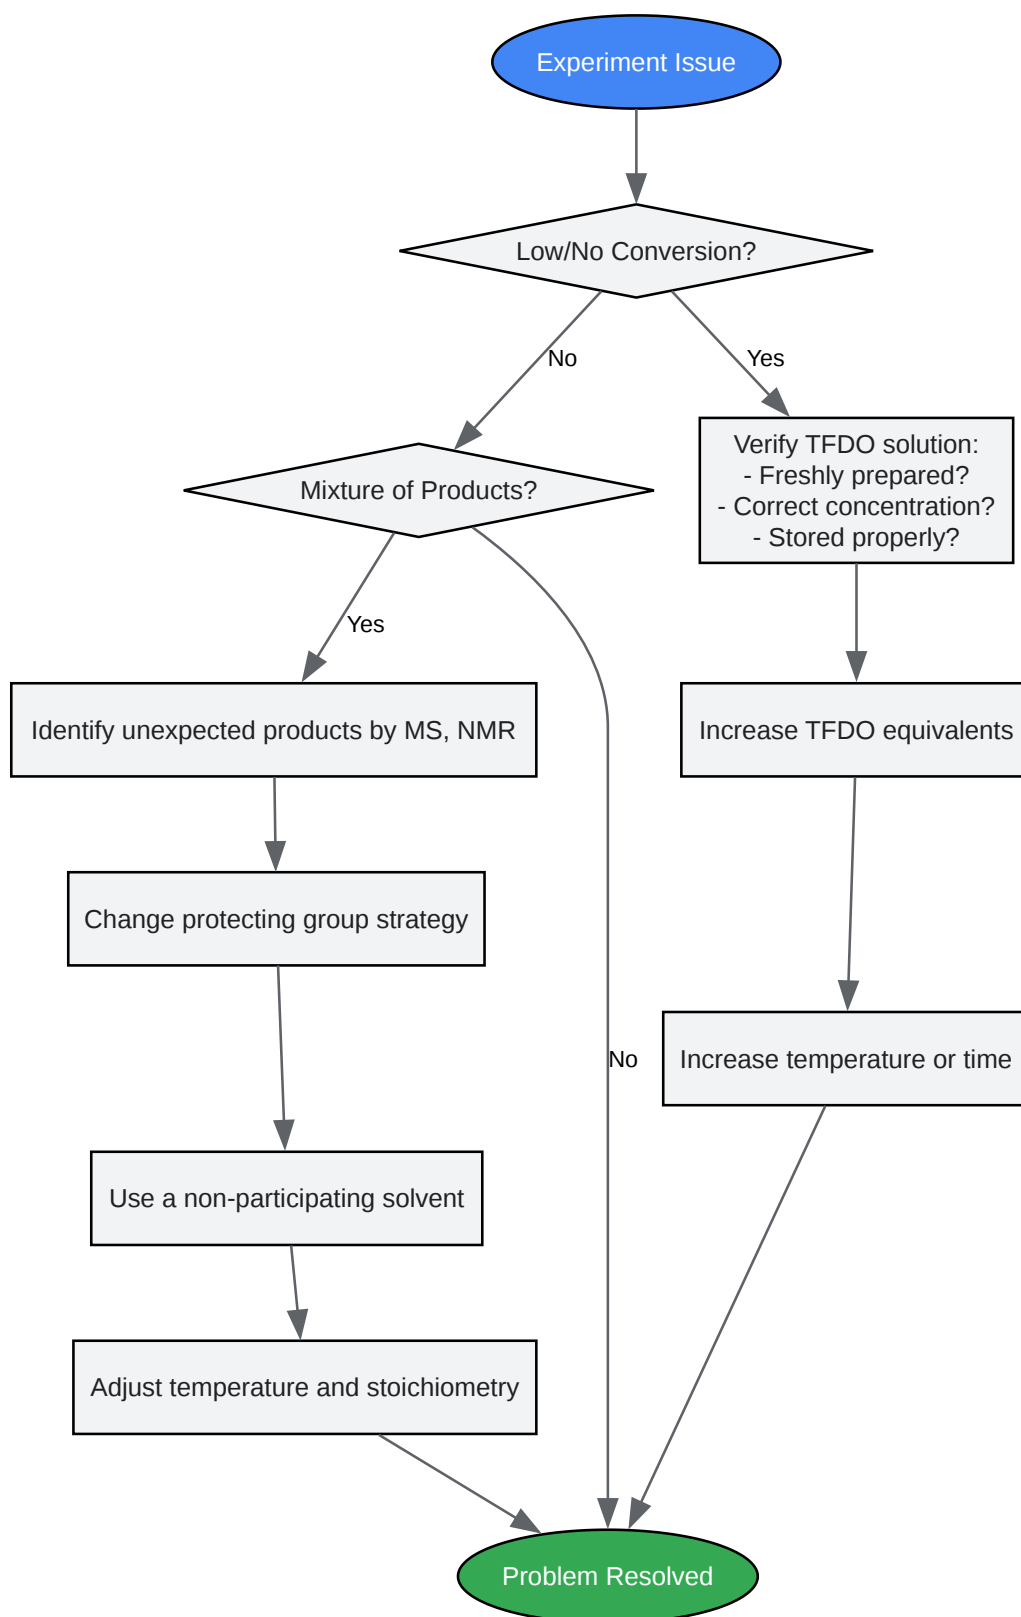 Experiment Issue
Low/No Conversion?
No
Yes
Mixture of Products?
Verify TFDO solution:
- Freshly prepared?
- Correct concentration?
- Stored properly?
Yes
Identify unexpected products by MS, NMR
Increase TFDO equivalents
Change protecting group strategy
No
Increase temperature or time
Use a non-participating solvent
Adjust temperature and stoichiometry
Problem Resolved